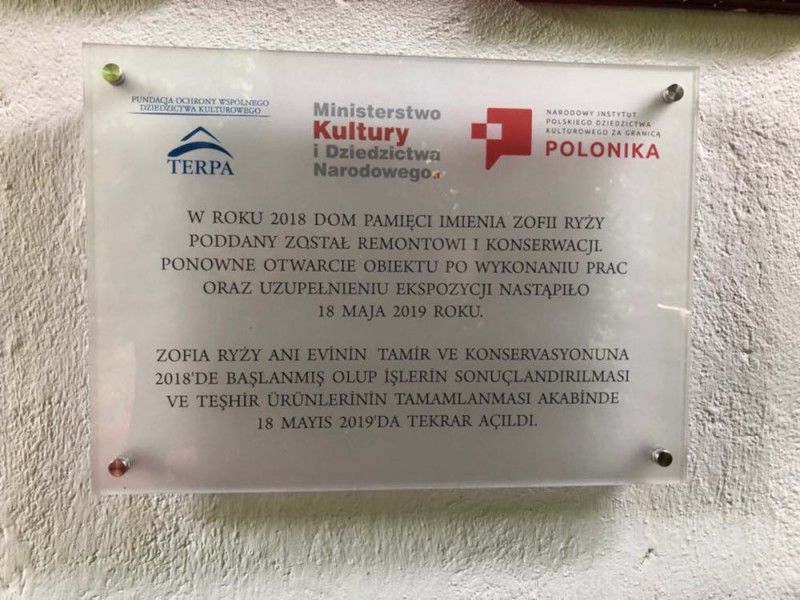 FUNDACJA OCHRONY WSPÓLNEGO
DZIEDZICTWA KULTUROWEGO
TERPA
Ministerstwo
Kultury
i Dziedzictwa
Narodowego
NARODOWY INSTYTUT
POLSKIEGO DZIEDZICTWA
KULTUROWEGO ZA GRANICĄ
POLONIKA
W ROKU 2018 DOM PAMIĘCI IMIENIA ZOFII RYŻY
PODDANY ZOSTAŁ REMONTOWI I KONSERWACJI.
PONOWNE OTWARCIE OBIEKTU PO WYKONANIU PRAC
ORAZ UZUPEŁNIENIU EKSPOZYCJI NASTĄPIŁO
18 MAJA 2019 ROKU.
ZOFIA RYŻY ANI EVİNİN TAMİR VE KONSERVASYONUNA
2018'DE BAŞLANMIŞ OLUP İŞLERİN SONUÇLANDIRILMASI
VE TEŞHİR ÜRÜNLERİNİN TAMAMLANMASI AKABİNDE
18 MAYIS 2019'DA TEKRAR AÇILDI.